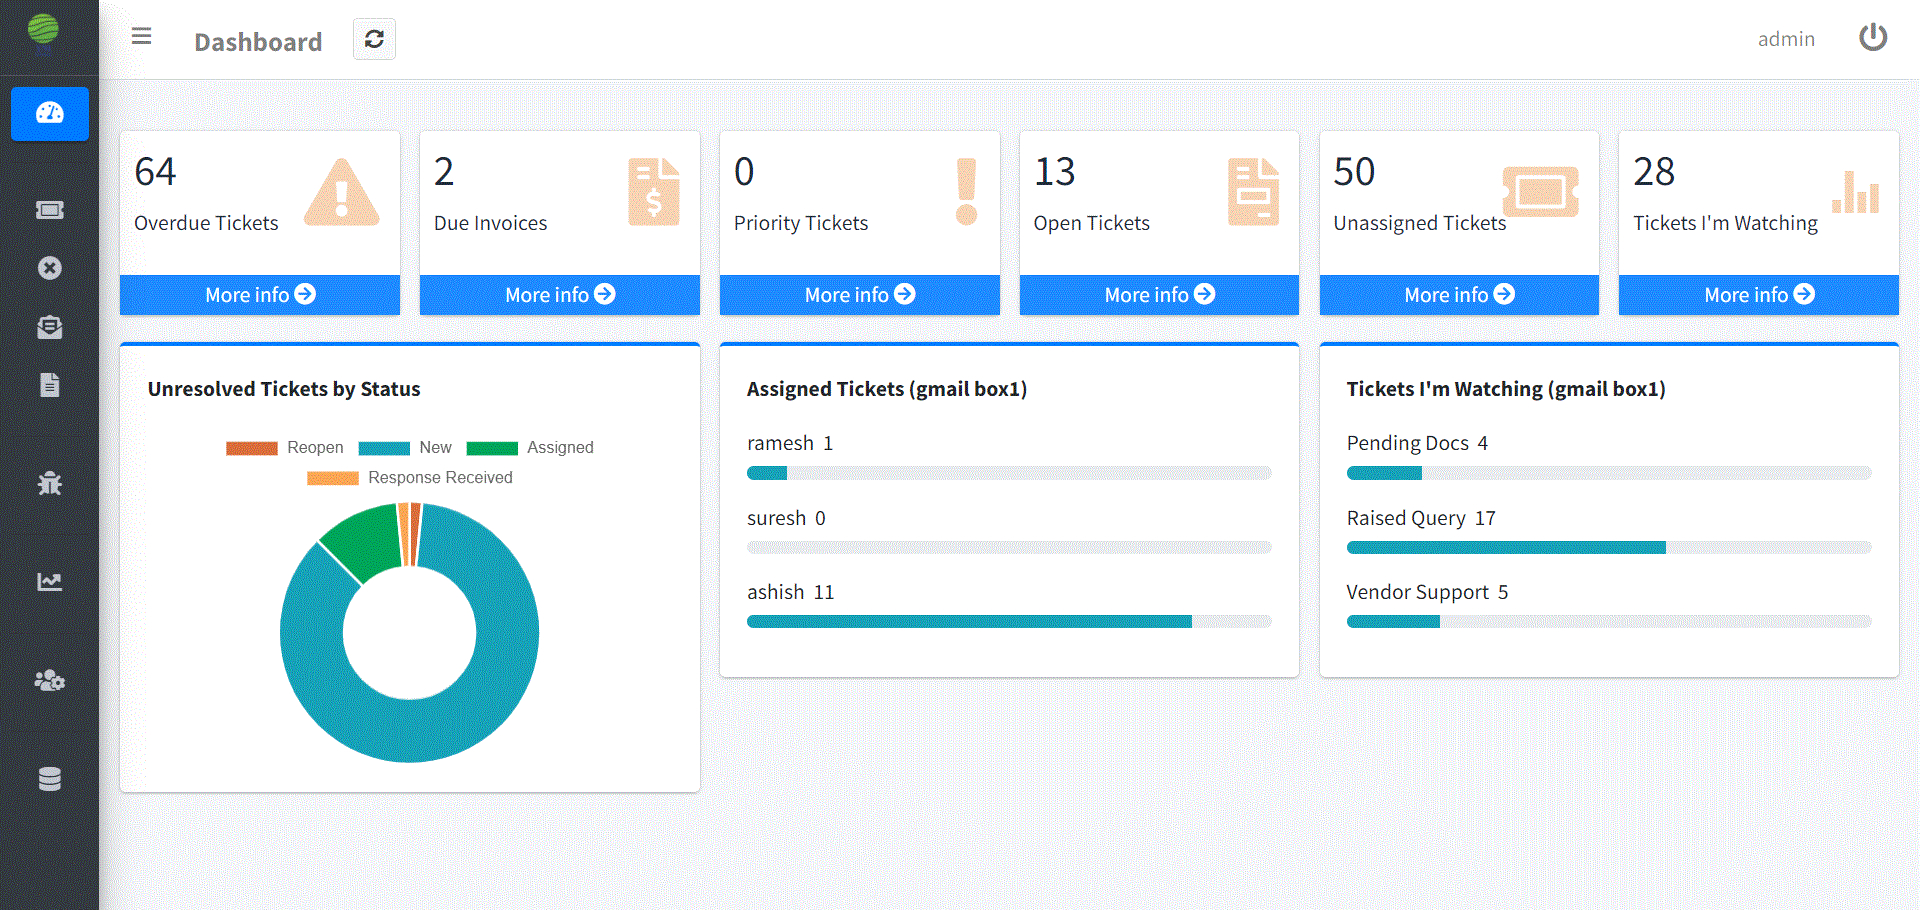 Dashboard
admin
64
Overdue Tickets
More info
2
Due Invoices
More info
0
Priority Tickets
More info
13
Open Tickets
More info
50
Unassigned Tickets
More info
28
Tickets I'm Watching
More info
Unresolved Tickets by Status
Reopen New Assigned
Response Received
Assigned Tickets (gmail box1)
ramesh 1
suresh 0
ashish 11
Tickets I'm Watching (gmail box1)
Pending Docs 4
Raised Query 17
Vendor Support 5